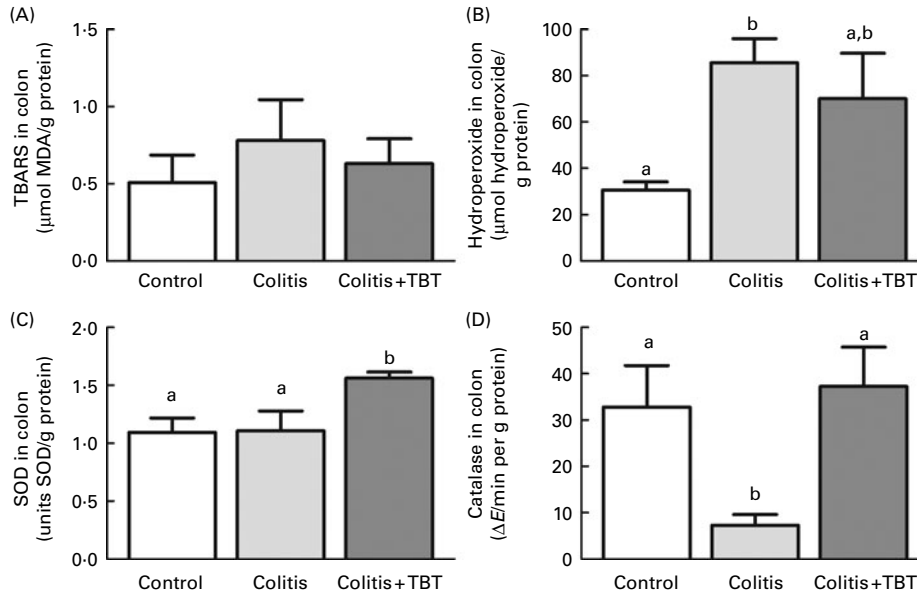 (A)
TBARS in colon
(μmol MDA/g protein)
1·5
1·0
0·5
0·0
Control Colitis Colitis+TBT
(B)
Hydroperoxide in colon
(μmol hydroperoxide/
g protein)
100
80
60
40
20
0
a
b
a,b
Control Colitis Colitis+TBT
(C)
SOD in colon
(units SOD/g protein)
2·0
1·5
1·0
0·5
0·0
a
a
b
Control Colitis Colitis+TBT
(D)
Catalase in colon
(ΔE/min per g protein)
50
40
30
20
10
0
a
b
a
Control Colitis Colitis+TBT